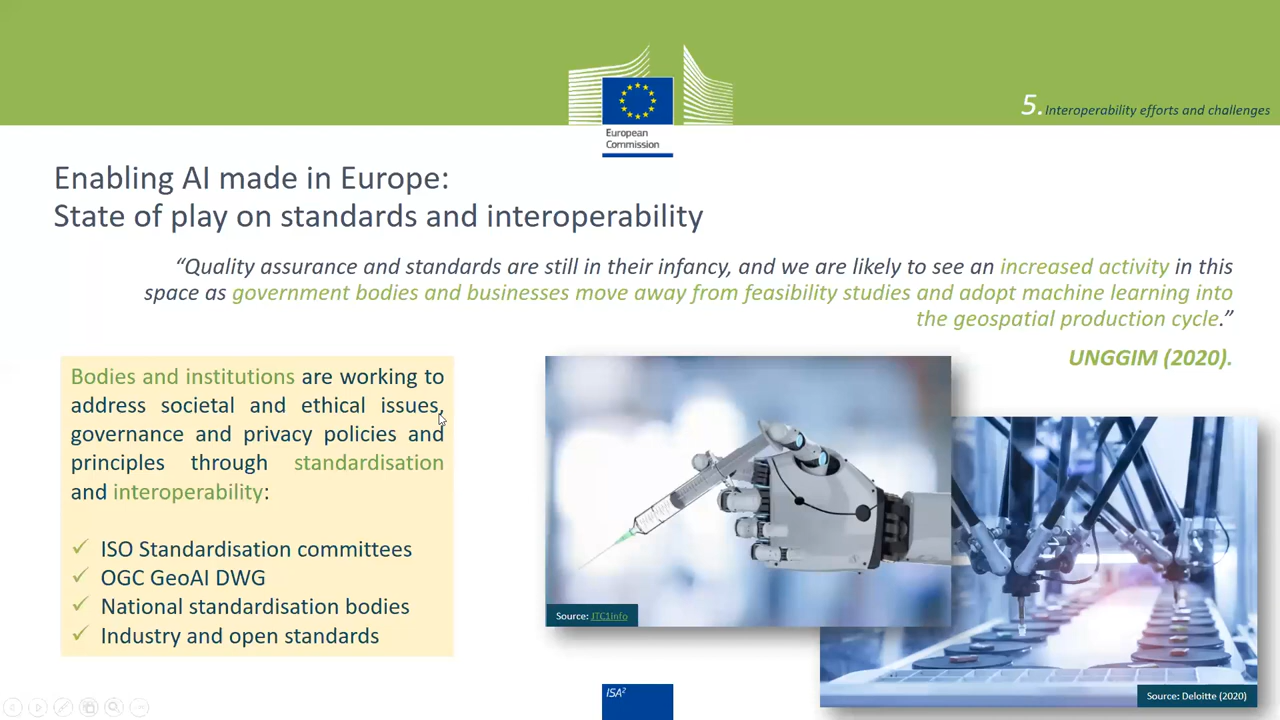 5. Interoperability efforts and challenges
European
Commission
Enabling AI made in Europe:
State of play on standards and interoperability
“Quality assurance and standards are still in their infancy, and we are likely to see an increased activity in this
space as government bodies and businesses move away from feasibility studies and adopt machine learning into
the geospatial production cycle.”
UNGGIM (2020).
Bodies and institutions are working to
address societal and ethical issues,
governance and privacy policies and
principles through standardisation
and interoperability:
✓ ISO Standardisation committees
✓ OGC GeoAI DWG
✓ National standardisation bodies
✓ Industry and open standards
Source: JTC1Info
Source: Deloitte (2020)
ISA²